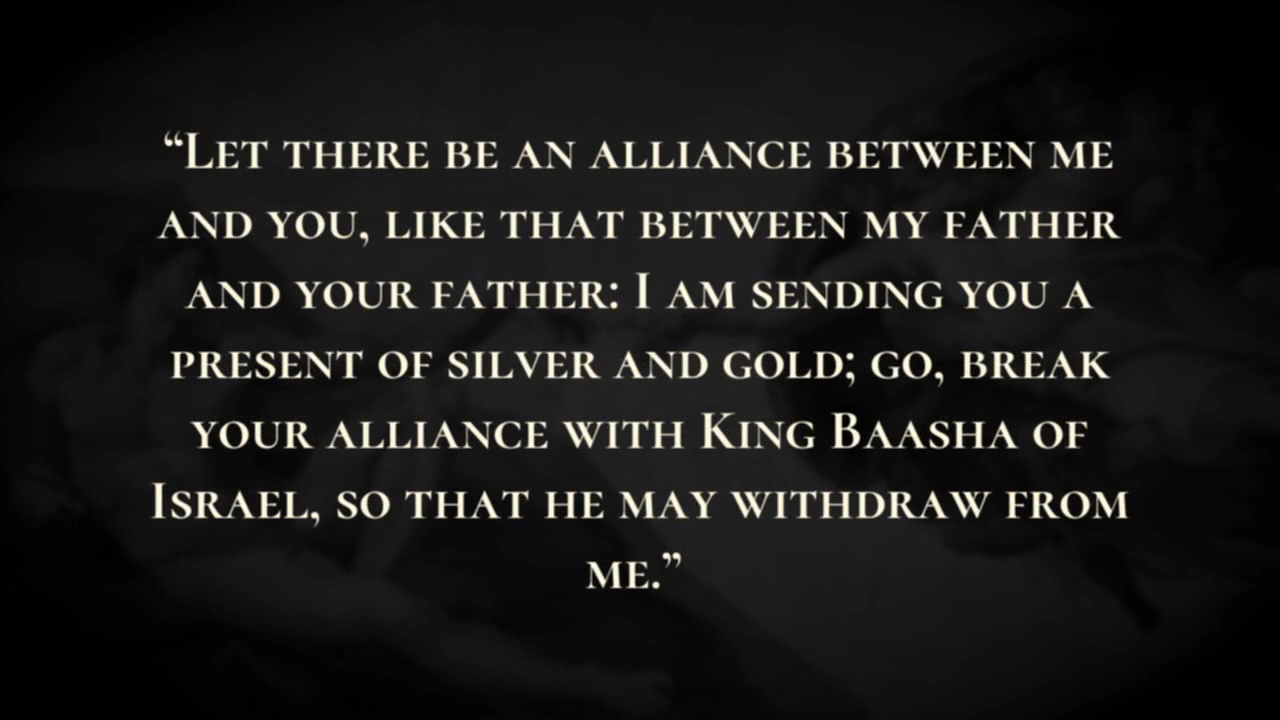 “Let there be an alliance between me
and you, like that between my father
and your father: I am sending you a
present of silver and gold; go, break
your alliance with King Baasha of
Israel, so that he may withdraw from
me.”